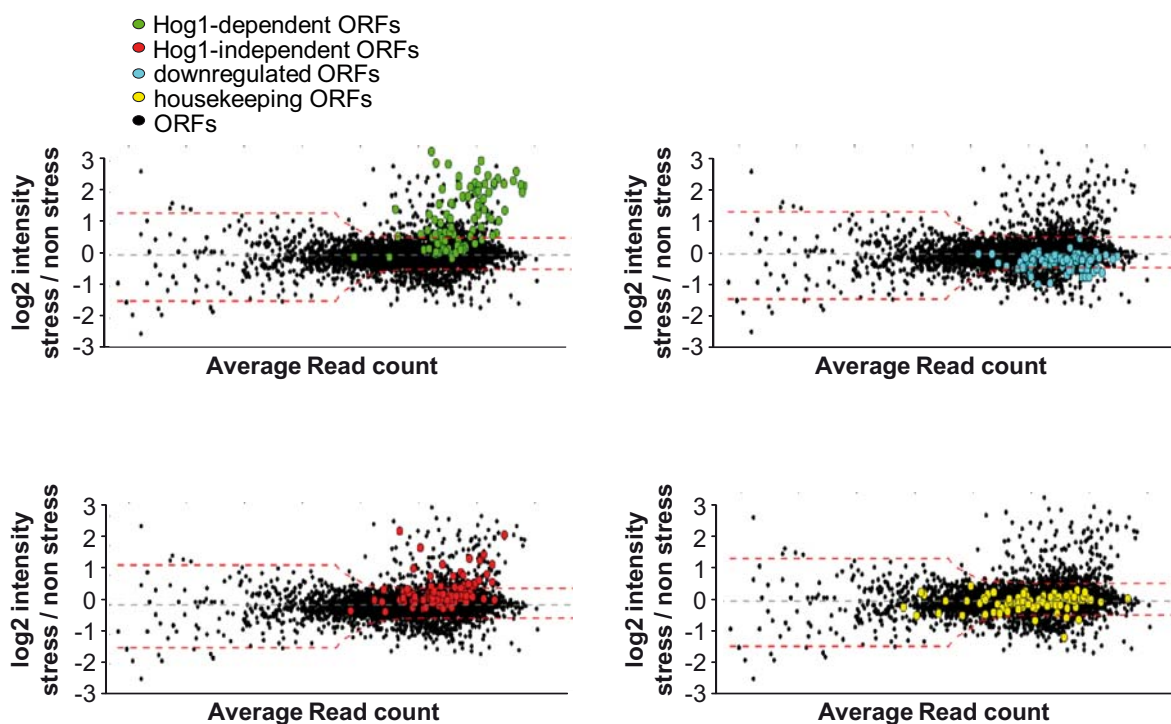 Hog1-dependent ORFs
Hog1-independent ORFs
downregulated ORFs
housekeeping ORFs
ORFs
log2 intensity
stress / non stress
3
2
1
0
-1
-2
-3
Average Read count
log2 intensity
stress / non stress
3
2
1
0
-1
-2
-3
Average Read count
log2 intensity
stress / non stress
3
2
1
0
-1
-2
-3
Average Read count
log2 intensity
stress / non stress
3
2
1
0
-1
-2
-3
Average Read count